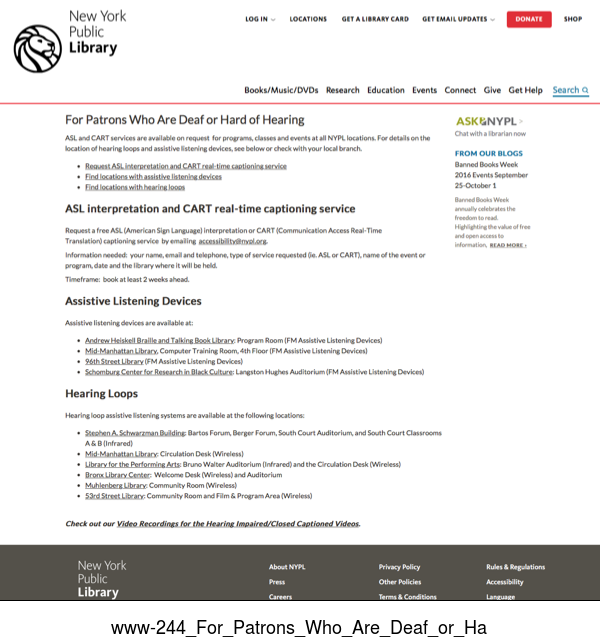 New York
Public
Library
LOG IN
LOCATIONS
GET A LIBRARY CARD
GET EMAIL UPDATES
DONATE
SHOP
Books/Music/DVDs Research Education Events Connect Give Get Help Search
For Patrons Who Are Deaf or Hard of Hearing
ASL and CART services are available on request for programs, classes and events at all NYPL locations. For details on the
location of hearing loops and assistive listening devices, see below or check with your local branch.
Request ASL interpretation and CART real-time captioning service
Find locations with assistive listening devices
Find locations with hearing loops
ASL interpretation and CART real-time captioning service
Request a free ASL (American Sign Language) interpretation or CART (Communication Access Real-Time
Translation) captioning service by emailing accessibility@nypl.org.
Information needed: your name, email and telephone, type of service requested (ie. ASL or CART), name of the event or
program, date and the library where it will be held.
Timeframe: book at least 2 weeks ahead.
Assistive Listening Devices
Assistive listening devices are available at:
Andrew Heiskell Braille and Talking Book Library: Program Room (FM Assistive Listening Devices)
Mid-Manhattan Library, Computer Training Room, 4th Floor (FM Assistive Listening Devices)
96th Street Library (FM Assistive Listening Devices)
Schomburg Center for Research in Black Culture: Langston Hughes Auditorium (FM Assistive Listening Devices)
Hearing Loops
Hearing loop assistive listening systems are available at the following locations:
Stephen A. Schwarzman Building: Bartos Forum, Berger Forum, South Court Auditorium, and South Court Classrooms
A & B (Infrared)
Mid-Manhattan Library: Circulation Desk (Wireless)
Library for the Performing Arts: Bruno Walter Auditorium (Infrared) and the Circulation Desk (Wireless)
Bronx Library Center: Welcome Desk (Wireless) and Auditorium
Muhlenberg Library: Community Room (Wireless)
53rd Street Library: Community Room and Film & Program Area (Wireless)
Check out our Video Recordings for the Hearing Impaired/Closed Captioned Videos.
ASK NYPL >
Chat with a librarian now
FROM OUR BLOGS
Banned Books Week
2016 Events September
25-October 1
Banned Books Week
annually celebrates the
freedom to read.
Highlighting the value of free
and open access to
information, READ MORE ›
New York
Public
Library
About NYPL
Privacy Policy
Rules & Regulations
Press
Other Policies
Accessibility
Careers
Terms & Conditions
Language
www-244_For_Patrons_Who_Are_Deaf_or_Ha